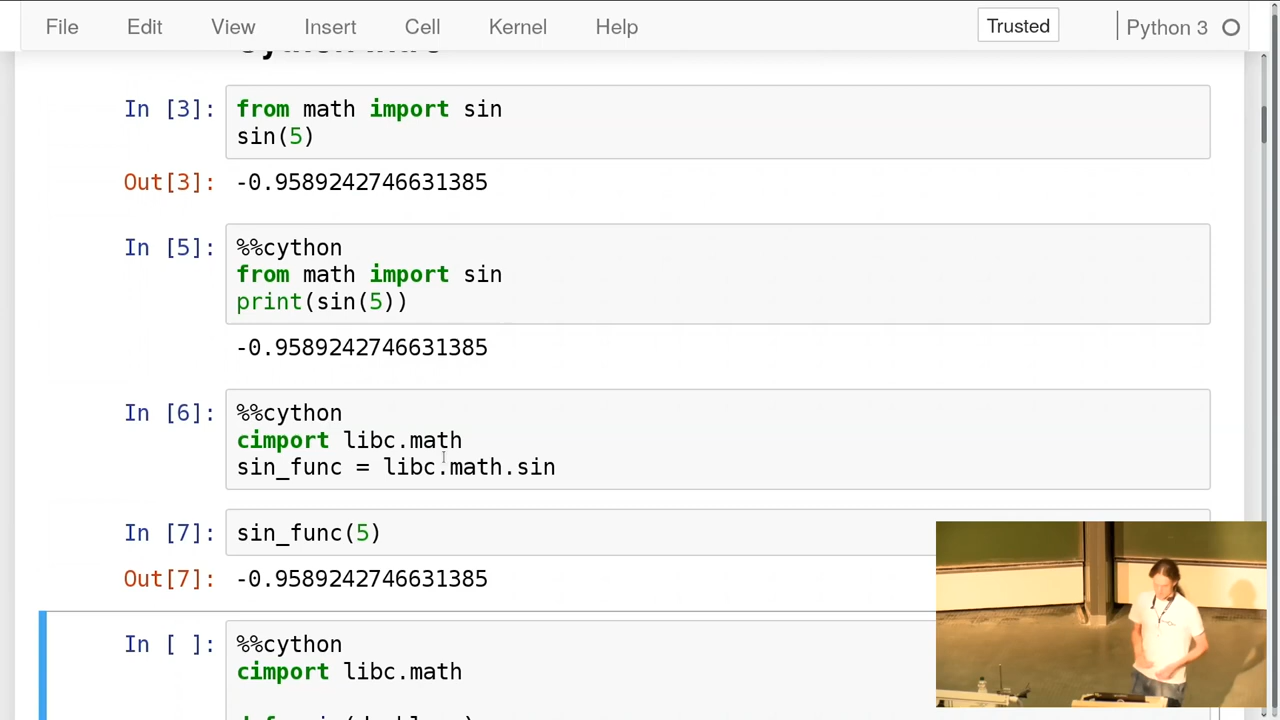 File Edit View Insert Cell Kernel Help Trusted Python 3
In [3]: from math import sin
sin(5)
Out[3]: -0.9589242746631385
In [5]: %%cython
from math import sin
print(sin(5))
-0.9589242746631385
In [6]: %%cython
cimport libc.math
sin_func = libc.math.sin
In [7]: sin_func(5)
Out[7]: -0.9589242746631385
In [ ]: %%cython
cimport libc.math